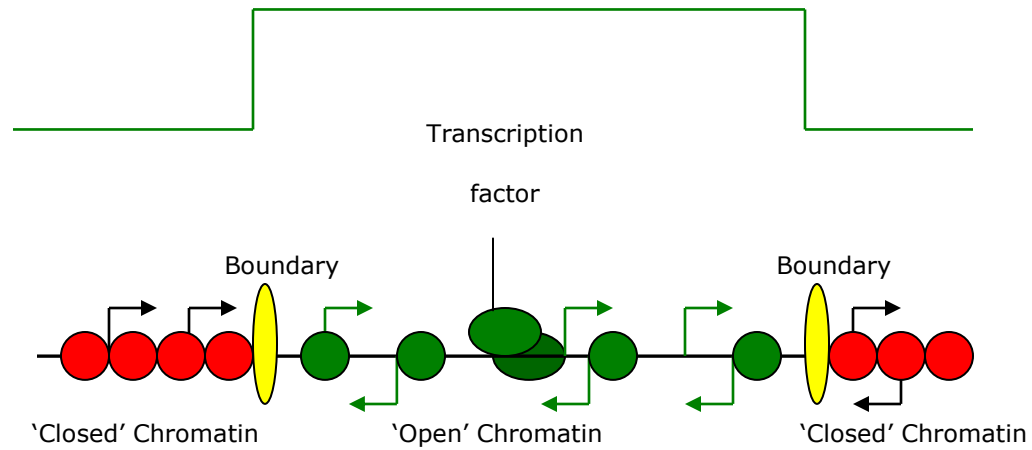 Transcription
factor
Boundary
Boundary
‘Closed’ Chromatin
‘Open’ Chromatin
‘Closed’ Chromatin